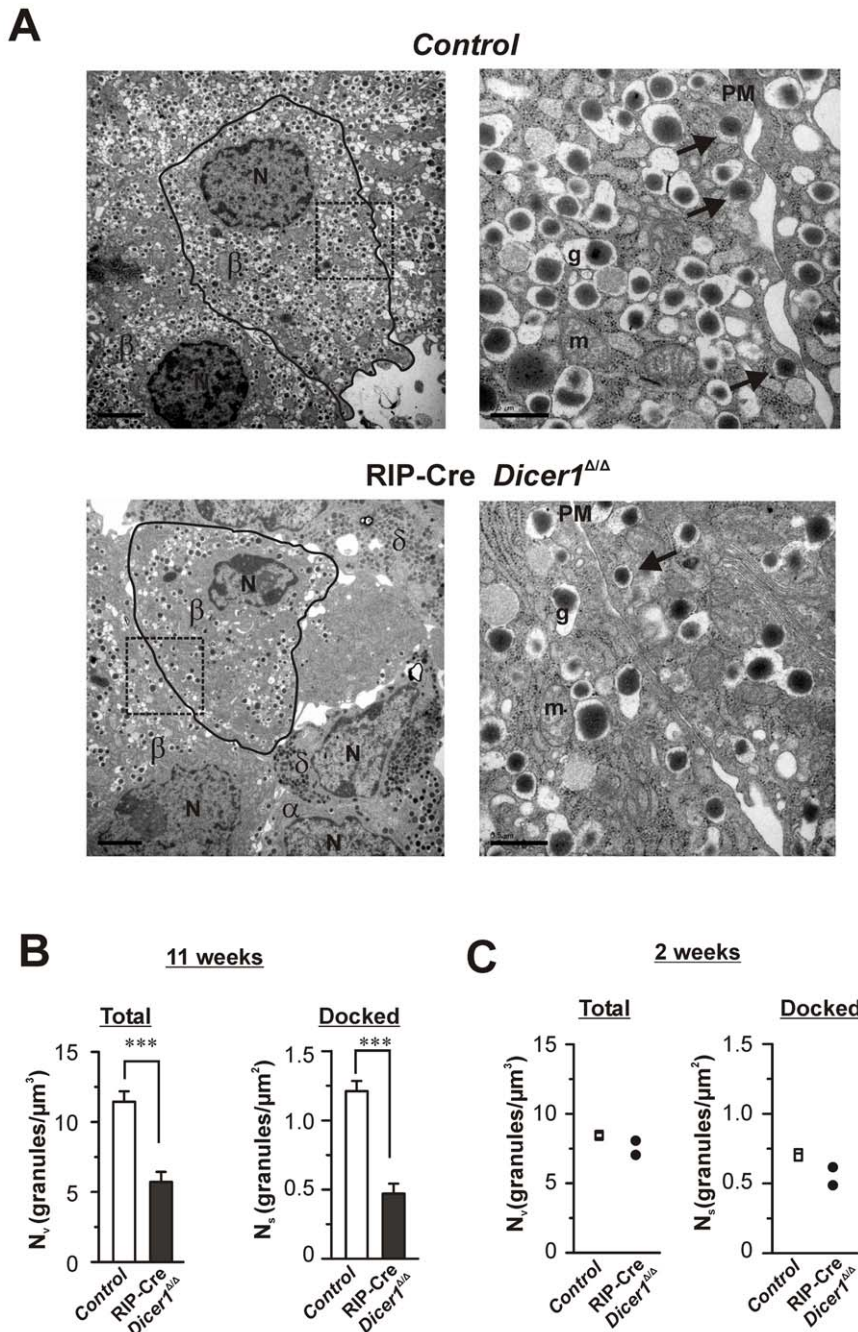 A
Control
PM
N
β
g
β
m
N
RIP-Cre Dicer1Δ/Δ
δ
PM
N
β
g
m
β
N
δ
N
α
N
B
11 weeks
C
2 weeks
Total
Docked
Total
Docked
***
***
15
10
5
0
Nv (granules/µm³)
1.5
1.0
0.5
0.0
Ns (granules/µm²)
15
10
5
0
Nv (granules/µm³)
1.5
1.0
0.5
0.0
Ns (granules/µm²)
Control
RIP-Cre
Dicer1Δ/Δ
Control
RIP-Cre
Dicer1Δ/Δ
Control
RIP-Cre
Dicer1Δ/Δ
Control
RIP-Cre
Dicer1Δ/Δ